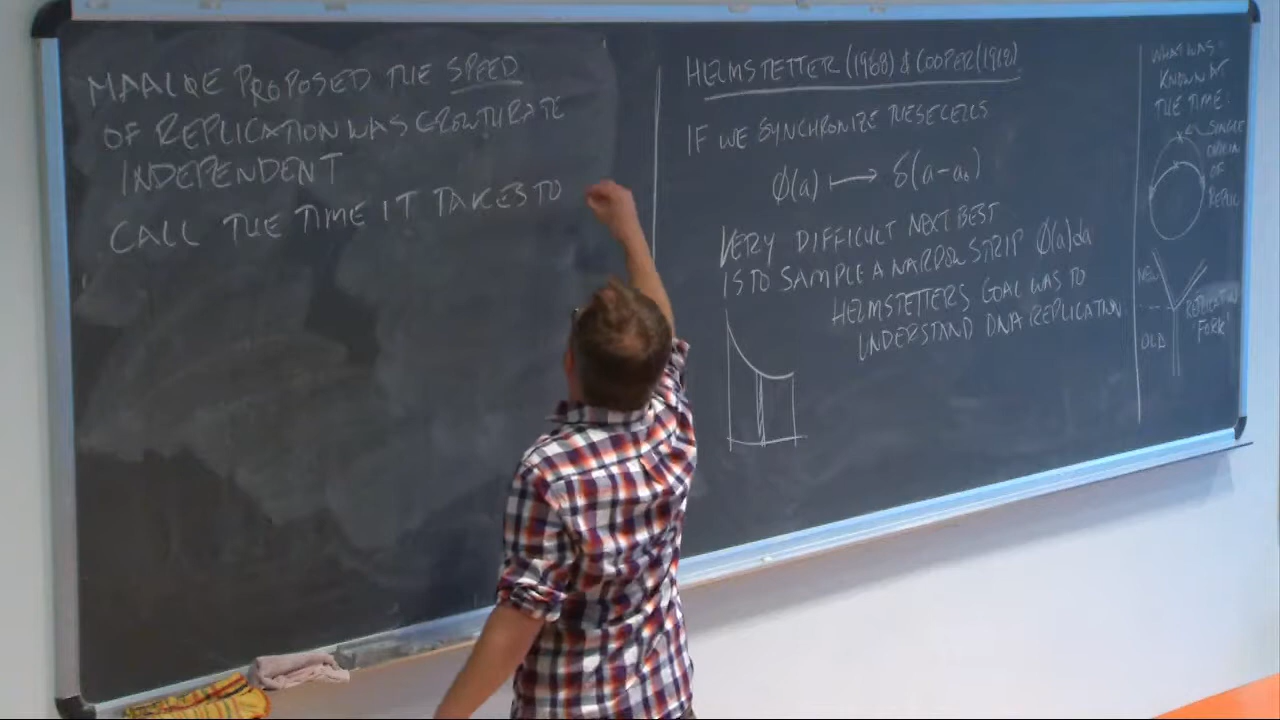 MAALOE PROPOSED THE SPEED
OF REPLICATION WAS GROWTH RATE
INDEPENDENT
CALL THE TIME IT TAKES TO
HELMSTETTER (1968) & COOPER (1968)
IF WE SYNCHRONIZE THESE CELLS
φ(a) ⟼ δ(a-a₀)
VERY DIFFICULT NEXT BEST
IS TO SAMPLE A NARROW STRIP φ(a)da
HELMSTETTERS GOAL WAS TO
UNDERSTAND DNA REPLICATION
WHAT WAS
KNOWN AT
THE TIME:
SINGLE
ORIGIN
OF
REPLIC
NEW
REPLICATION
"FORK"
OLD